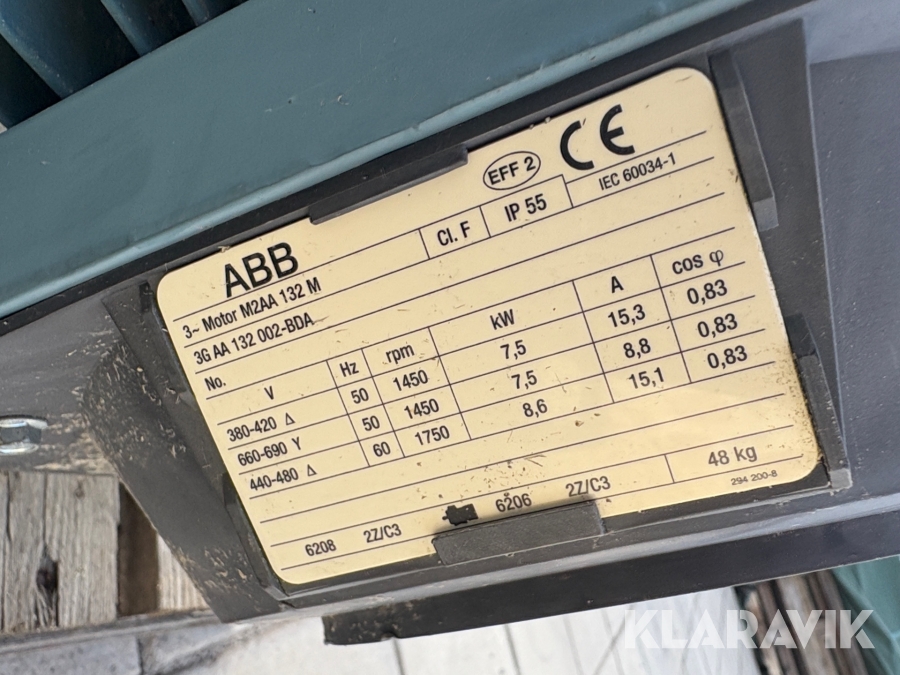 ABB
EFF 2 CE
3~ Motor M2AA 132 M Cl. F IP 55 IEC 60034-1
3G AA 132 002-BDA
No.
V Hz rpm kW A cos φ
380-420 Δ 50 1450 7,5 15,3 0,83
660-690 Y 50 1450 7,5 8,8 0,83
440-480 Δ 60 1750 8,6 15,1 0,83
6208 2Z/C3 6206 2Z/C3 48 kg
294 200-8
KLARAVIK